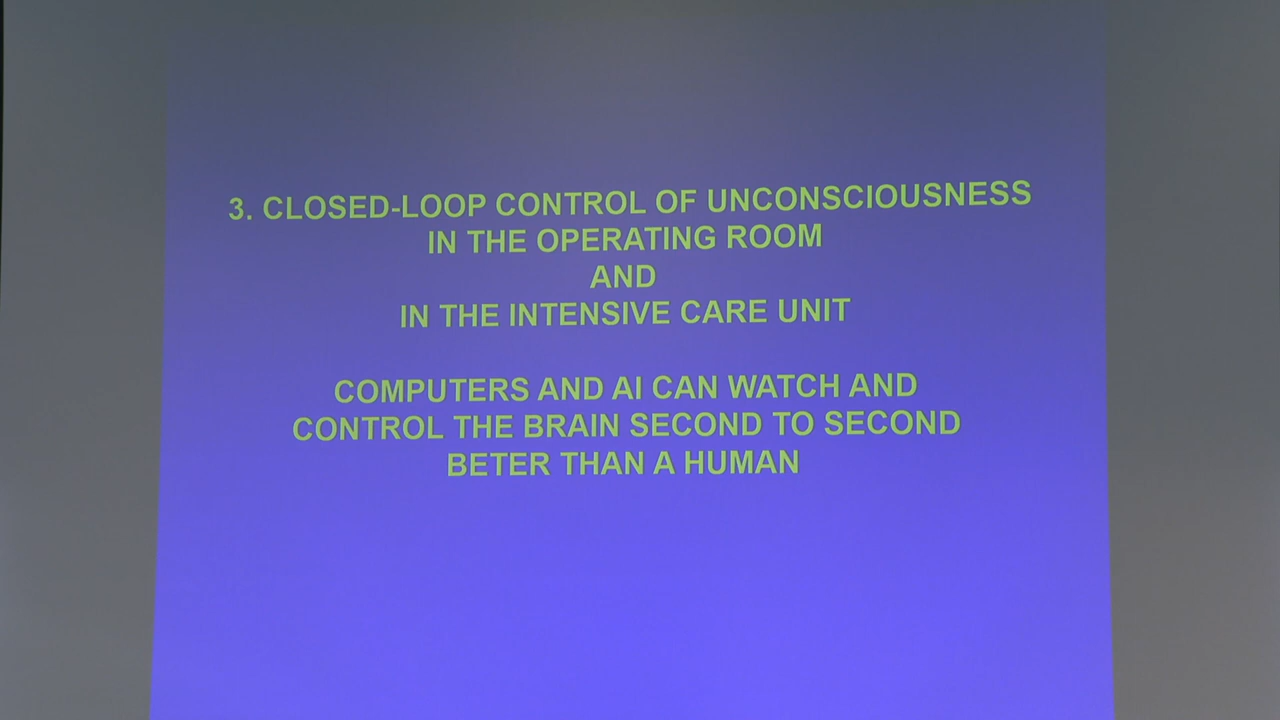 3. CLOSED-LOOP CONTROL OF UNCONSCIOUSNESS
IN THE OPERATING ROOM
AND
IN THE INTENSIVE CARE UNIT
COMPUTERS AND AI CAN WATCH AND
CONTROL THE BRAIN SECOND TO SECOND
BETER THAN A HUMAN